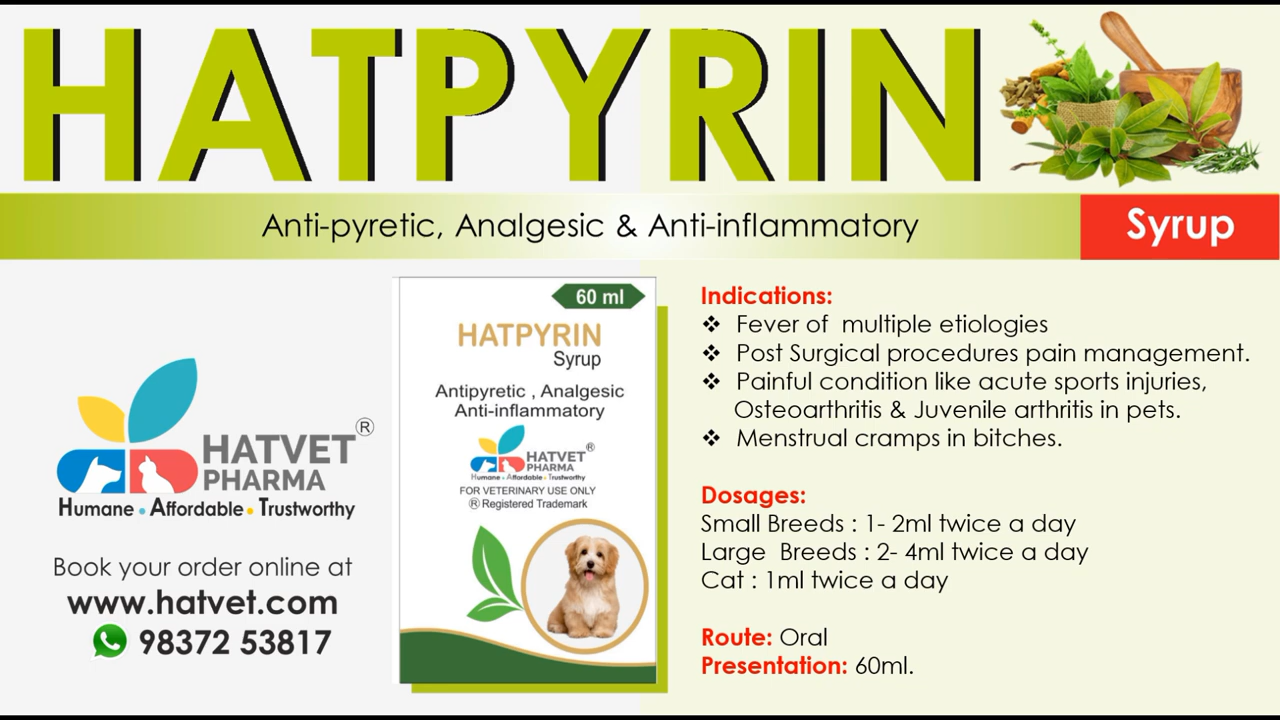 HATPYRIN
Anti-pyretic, Analgesic & Anti-inflammatory
Syrup
HATVET ®
PHARMA
Humane • Affordable • Trustworthy
Book your order online at
www.hatvet.com
98372 53817
60 ml
HATPYRIN
Syrup
Antipyretic , Analgesic
Anti-inflammatory
HATVET ®
PHARMA
Humane • Affordable • Trustworthy
FOR VETERINARY USE ONLY
® Registered Trademark
Indications:
❖ Fever of multiple etiologies
❖ Post Surgical procedures pain management.
❖ Painful condition like acute sports injuries,
Osteoarthritis & Juvenile arthritis in pets.
❖ Menstrual cramps in bitches.
Dosages:
Small Breeds : 1- 2ml twice a day
Large Breeds : 2- 4ml twice a day
Cat : 1ml twice a day
Route: Oral
Presentation: 60ml.